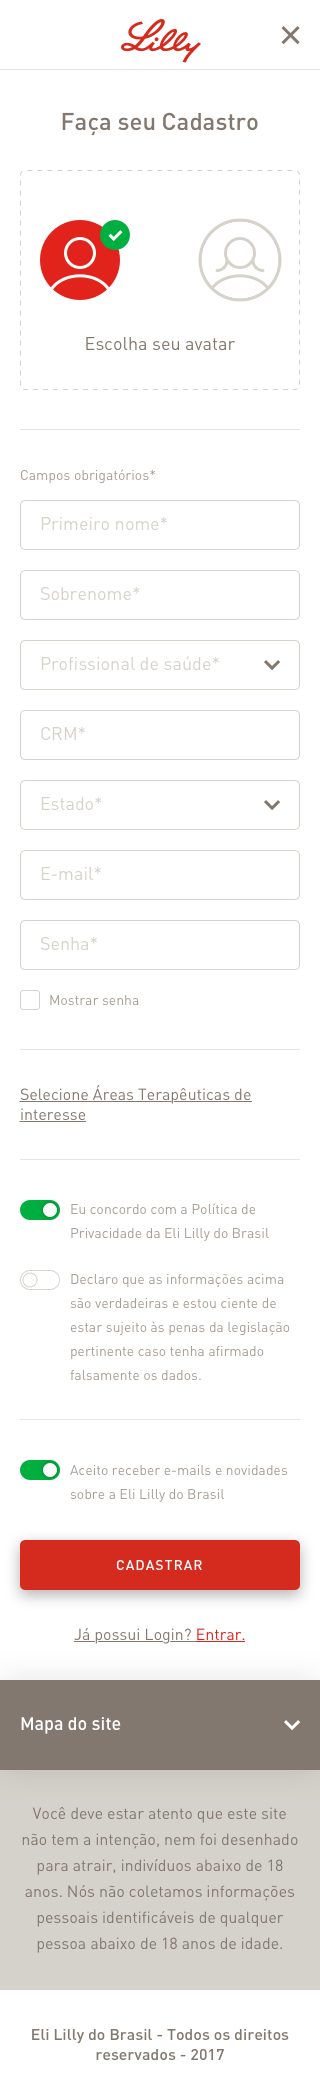 Lilly
Faça seu Cadastro
Escolha seu avatar
Campos obrigatórios*
Primeiro nome*
Sobrenome*
Profissional de saúde*
CRM*
Estado*
E-mail*
Senha*
Mostrar senha
Selecione Áreas Terapêuticas de
interesse
Eu concordo com a Política de
Privacidade da Eli Lilly do Brasil
Declaro que as informações acima
são verdadeiras e estou ciente de
estar sujeito às penas da legislação
pertinente caso tenha afirmado
falsamente os dados.
Aceito receber e-mails e novidades
sobre a Eli Lilly do Brasil
CADASTRAR
Já possui Login? Entrar.
Mapa do site
Você deve estar atento que este site
não tem a intenção, nem foi desenhado
para atrair, indivíduos abaixo de 18
anos. Nós não coletamos informações
pessoais identificáveis de qualquer
pessoa abaixo de 18 anos de idade.
Eli Lilly do Brasil - Todos os direitos
reservados - 2017